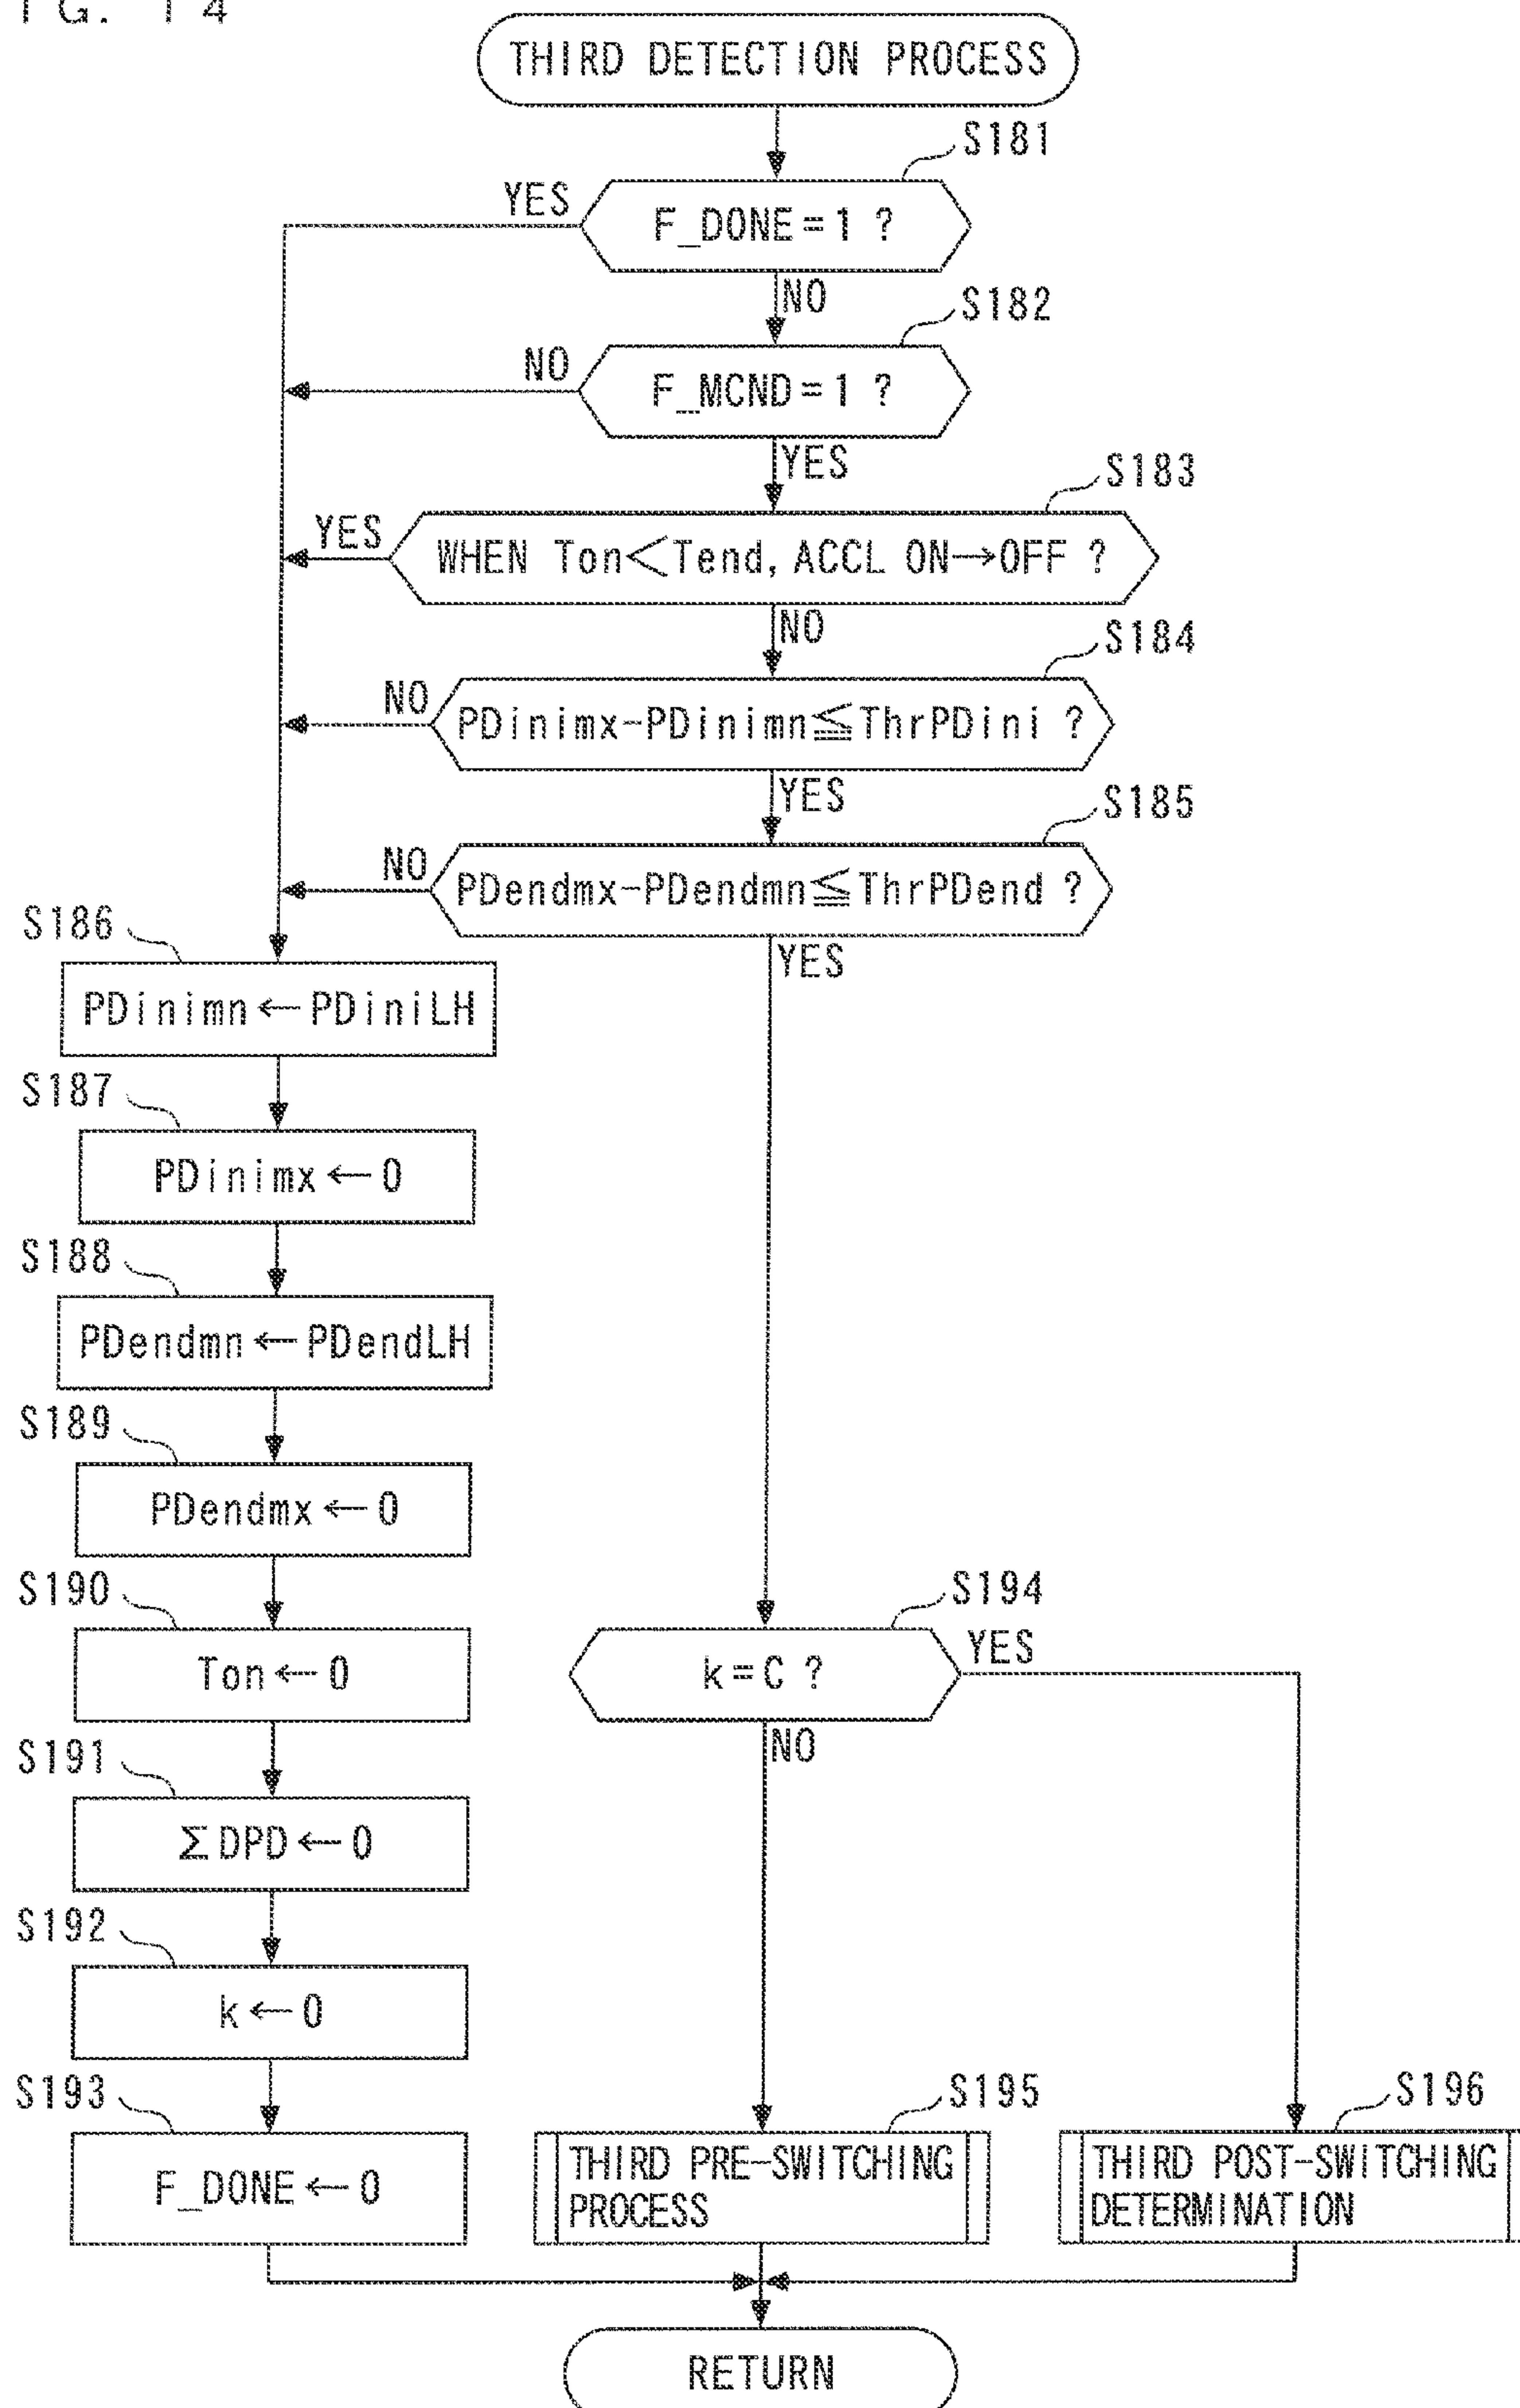 IG. 14
THIRD DETECTION PROCESS
S181
YES
F_DONE=1 ?
NO
S182
NO
F_MCND=1 ?
YES
S183
YES
WHEN Ton<Tend, ACCL ON→OFF ?
NO
S184
NO
PDinimx-PDinimn≦ThrPDini ?
YES
S185
NO
PDendmx-PDendmn≦ThrPDend ?
YES
S186
PDinimn←PDiniLH
S187
PDinimx←0
S188
PDendmn←PDendLH
S189
PDendmx←0
S190
Ton←0
S191
ΣDPD←0
S192
k←0
S193
F_DONE←0
S194
YES
k=C ?
NO
S195
THIRD PRE-SWITCHING
PROCESS
S196
THIRD POST-SWITCHING
DETERMINATION
RETURN